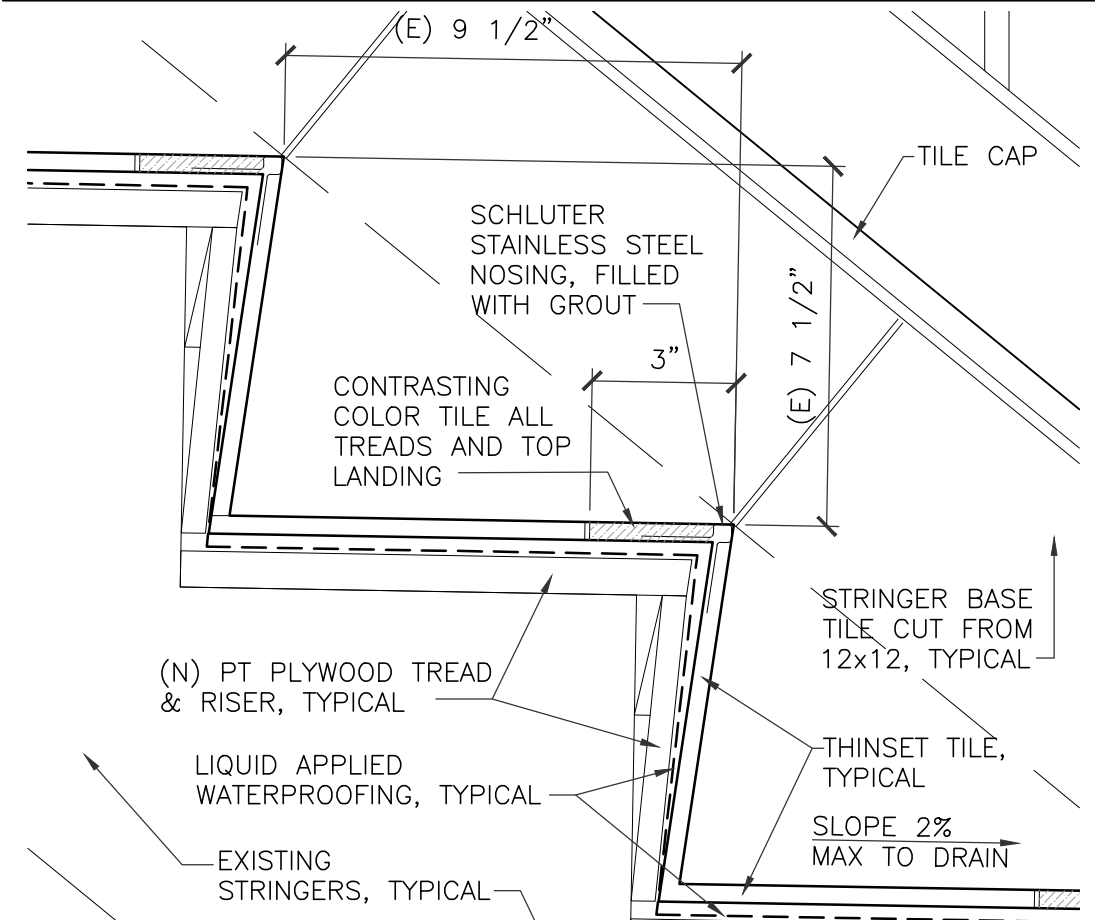 (E) 9 1/2"
TILE CAP
SCHLUTER
STAINLESS STEEL
NOSING, FILLED
WITH GROUT
(E) 7 1/2"
3"
CONTRASTING
COLOR TILE ALL
TREADS AND TOP
LANDING
STRINGER BASE
TILE CUT FROM
12x12, TYPICAL
(N) PT PLYWOOD TREAD
& RISER, TYPICAL
THINSET TILE,
TYPICAL
LIQUID APPLIED
WATERPROOFING, TYPICAL
SLOPE 2%
MAX TO DRAIN
EXISTING
STRINGERS, TYPICAL